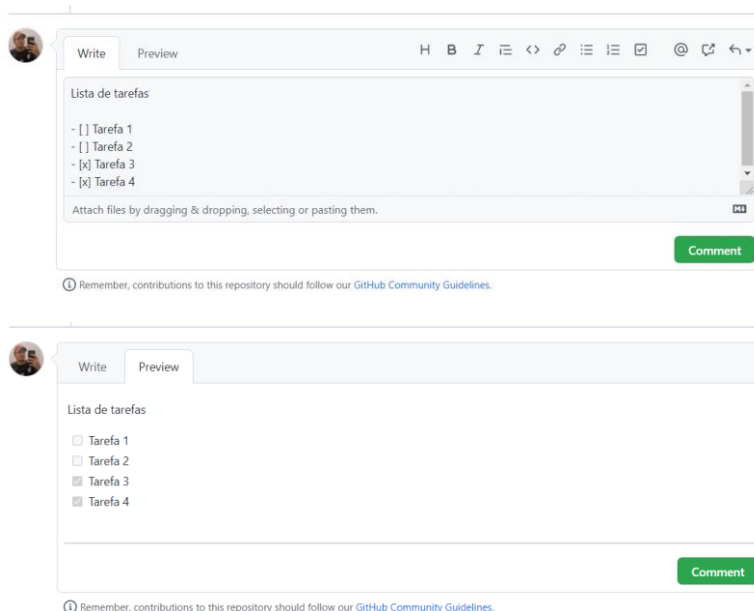 Write Preview H B I <> @
Lista de tarefas
- [ ] Tarefa 1
- [ ] Tarefa 2
- [x] Tarefa 3
- [x] Tarefa 4
Attach files by dragging & dropping, selecting or pasting them.
Comment
Remember, contributions to this repository should follow our GitHub Community Guidelines.
Write Preview
Lista de tarefas
Tarefa 1
Tarefa 2
Tarefa 3
Tarefa 4
Comment
Remember, contributions to this repository should follow our GitHub Community Guidelines.